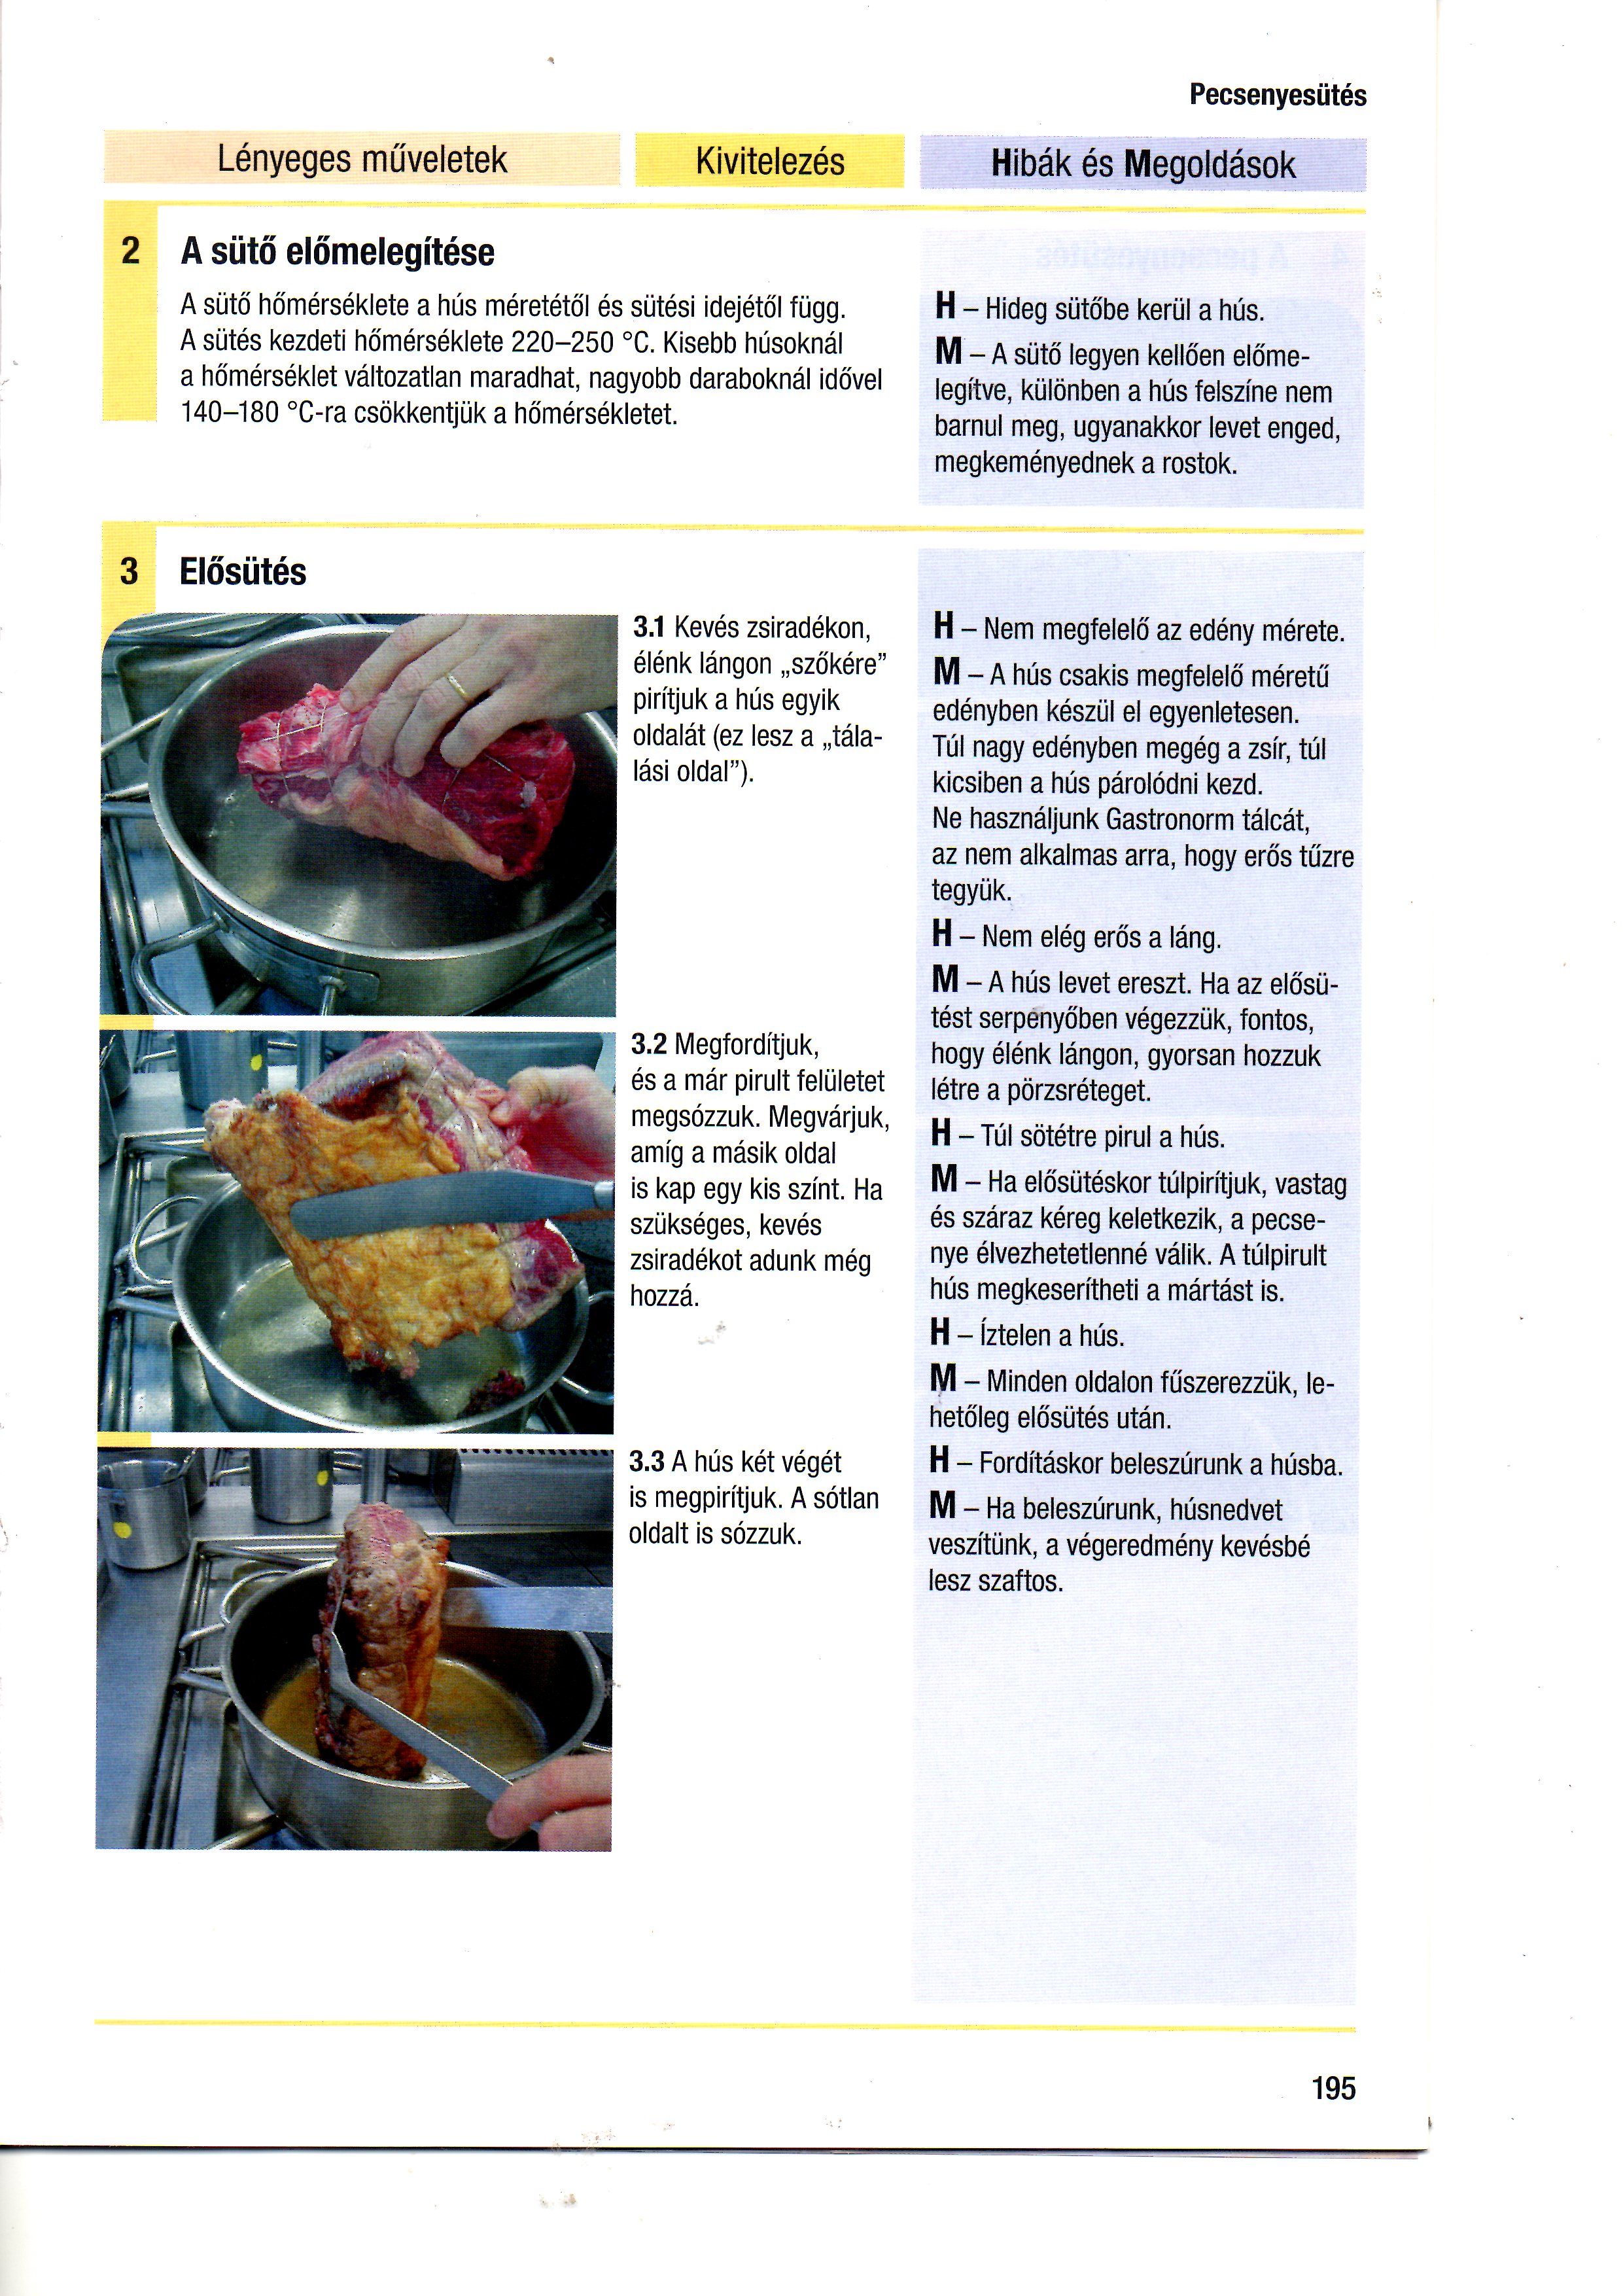 Pecsenyesütés
Lényeges műveletek
Kivitelezés
Hibák és Megoldások
2 A sütő előmelegítése
A sütő hőmérséklete a hús méretétől és sütési idejétől függ.
A sütés kezdeti hőmérséklete 220–250 °C. Kisebb húsoknál
a hőmérséklet változatlan maradhat, nagyobb daraboknál idővel
140–180 °C-ra csökkentjük a hőmérsékletet.
H – Hideg sütőbe kerül a hús.
M – A sütő legyen kellően előme-
legítve, különben a hús felszíne nem
barnul meg, ugyanakkor levet enged,
megkeményednek a rostok.
3 Elősütés
3.1 Kevés zsiradékon,
élénk lángon „szőkére”
pirítjuk a hús egyik
oldalát (ez lesz a „tála-
lási oldal”).
3.2 Megfordítjuk,
és a már pirult felületet
megsózzuk. Megvárjuk,
amíg a másik oldal
is kap egy kis színt. Ha
szükséges, kevés
zsiradékot adunk még
hozzá.
3.3 A hús két végét
is megpirítjuk. A sótlan
oldalt is sózzuk.
H – Nem megfelelő az edény mérete.
M – A hús csakis megfelelő méretű
edényben készül el egyenletesen.
Túl nagy edényben megég a zsír, túl
kicsiben a hús párolódni kezd.
Ne használjunk Gastronorm tálcát,
az nem alkalmas arra, hogy erős tűzre
tegyük.
H – Nem elég erős a láng.
M – A hús levet ereszt. Ha az elősü-
tést serpenyőben végezzük, fontos,
hogy élénk lángon, gyorsan hozzuk
létre a pörzsréteget.
H – Túl sötétre pirul a hús.
M – Ha elősütéskor túlpirítjuk, vastag
és száraz kéreg keletkezik, a pecse-
nye élvezhetetlenné válik. A túlpirult
hús megkeserítheti a mártást is.
H – Íztelen a hús.
M – Minden oldalon fűszerezzük, le-
hetőleg elősütés után.
H – Fordításkor beleszúrunk a húsba.
M – Ha beleszúrunk, húsnedvet
veszítünk, a végeredmény kevésbé
lesz szaftos.
195